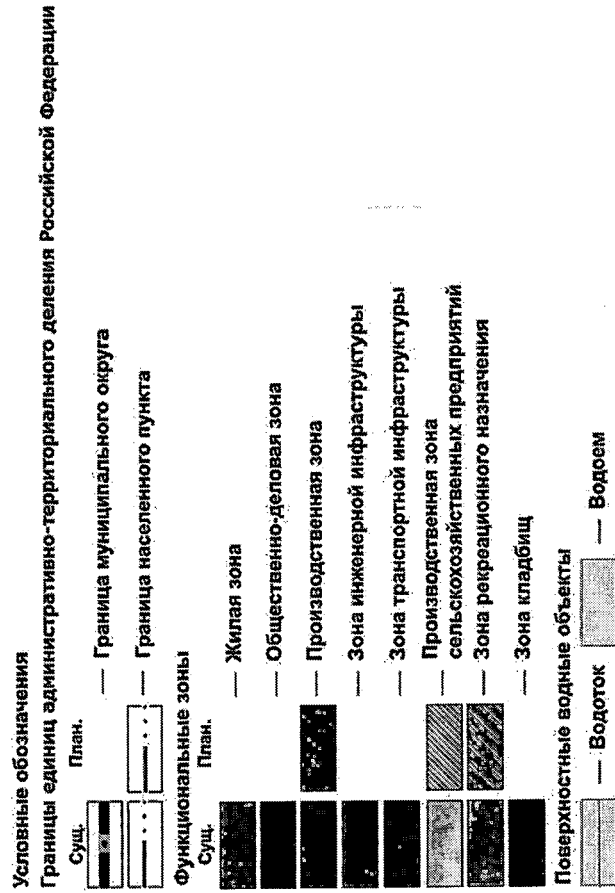 Условные обозначения
Границы единиц административно-территориального деления Российской Федерации
Сущ. План.
— Граница муниципального округа
— Граница населенного пункта
Функциональные зоны
Сущ. План.
— Жилая зона
— Общественно-деловая зона
— Производственная зона
— Зона инженерной инфраструктуры
— Зона транспортной инфраструктуры
— Производственная зона
сельскохозяйственных предприятий
— Зона рекреационного назначения
— Зона кладбищ
Поверхностные водные объекты
— Водоток — Водоем